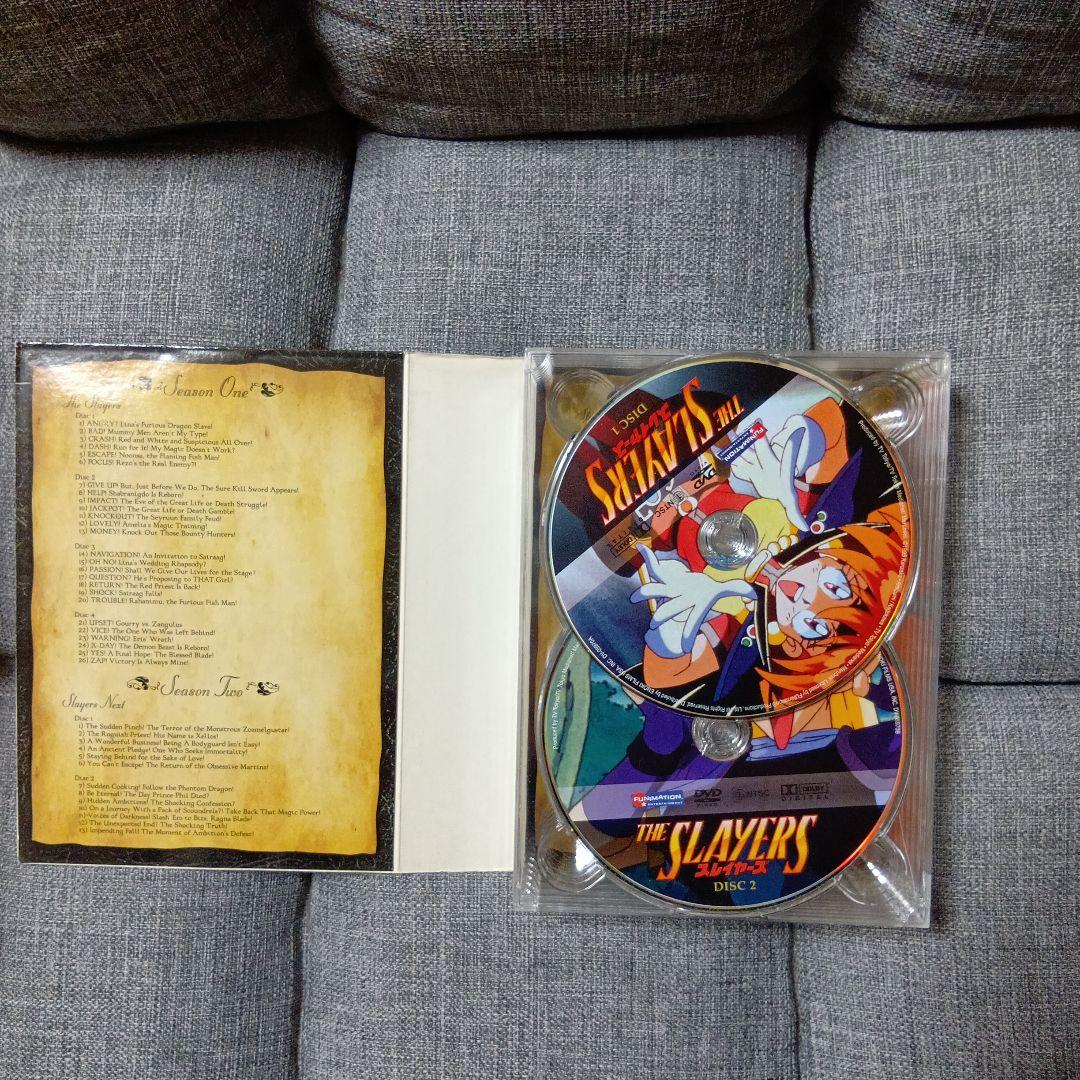 Season One
The Slayers
Disc 1
1) ANGRY? Lina's Furious Dragon Slave!
2) BAD! Mummy Men Aren't My Type!
3) CRASH! Red and White and Suspicious All Over!
4) DASH! Run for It! My Magic Doesn't Work?
5) ESCAPE! Noonsa, the Flaming Fish Man!
6) FOCUS! Rezo's the Real Enemy?!
Disc 2
7) GIVE UP! But, Just Before We Do, The Sure Kill Sword Appears!
8) HELP! Shabranigdo Is Reborn!
9) IMPACT! The Eve of the Great Life or Death Struggle!
10) JACKPOT! The Great Life or Death Gamble!
11) KNOCKOUT! The Seyruun Family Feud!
12) LOVELY! Amelia's Magic Training!
13) MONEY! Knock Out Those Bounty Hunters!
Disc 3
14) NAVIGATION! An Invitation to Sairaag!
15) OH NO! Lina's Wedding Rhapsody?
16) PASSION! Shall We Give Our Lives for the Stage?
17) QUESTION? He's Proposing to THAT Girl?
18) RETURN! The Red Priest Is Back!
19) SHOCK! Sairaag Falls!
20) TROUBLE! Rahanimu, the Furious Fish Man!
Disc 4
21) UPSET! Gourry vs. Zangulus
22) VICE! The One Who Was Left Behind!
23) WARNING! Eris' Wrath!
24) X-DAY! The Demon Beast Is Reborn!
25) YES! A Final Hope: The Blessed Blade!
26) ZAP! Victory Is Always Mine!
Season Two
Slayers Next
Disc 1
1) The Sudden Pinch! The Terror of the Monstrous Zoamelgustar!
2) The Roguish Priest! His Name is Xellos!
3) A Wonderful Business! Being A Bodyguard Isn't Easy!
4) An Ancient Pledge! One Who Seeks Immortality!
5) Staying Behind for the Sake of Love!
6) You Can't Escape! The Return of the Obsessive Martina!
Disc 2
7) Sudden Cooking! Follow the Phantom Dragon!
8) Be Eternal! The Day Prince Phil Died?
9) Hidden Ambitions! The Shocking Confession?
10) On a Journey With a Pack of Scoundrels?! Take Back That Magic Power!
11) Voices of Darkness! Slash Em to Bits, Ragna Blade!
12) The Unexpected End? The Shocking Truth!
13) Impending Fall! The Moment of Ambition's Defeat!
THE
SLAYERS
スレイヤーズ
DISC 1
FUNIMATION
DVD
NTSC
DOLBY
FUNIMATION
ENTERTAINMENT
DVD
NTSC
DOLBY
DIGITAL
THE SLAYERS
スレイヤーズ
DISC 2